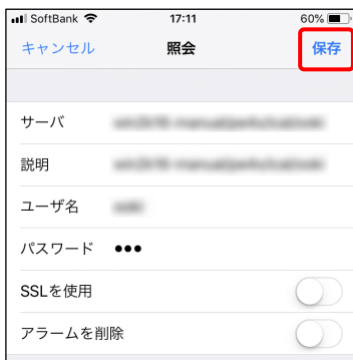 SoftBank 17:11 60%
キャンセル 照会 保存
サーバ
説明
ユーザ名
パスワード ●●●
SSLを使用
アラームを削除